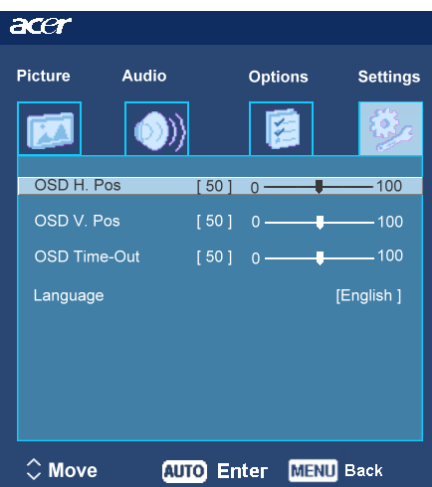 acer
Picture Audio Options Settings
OSD H. Pos [ 50 ] 0 100
OSD V. Pos [ 50 ] 0 100
OSD Time-Out [ 50 ] 0 100
Language [English ]
Move AUTO Enter MENU Back